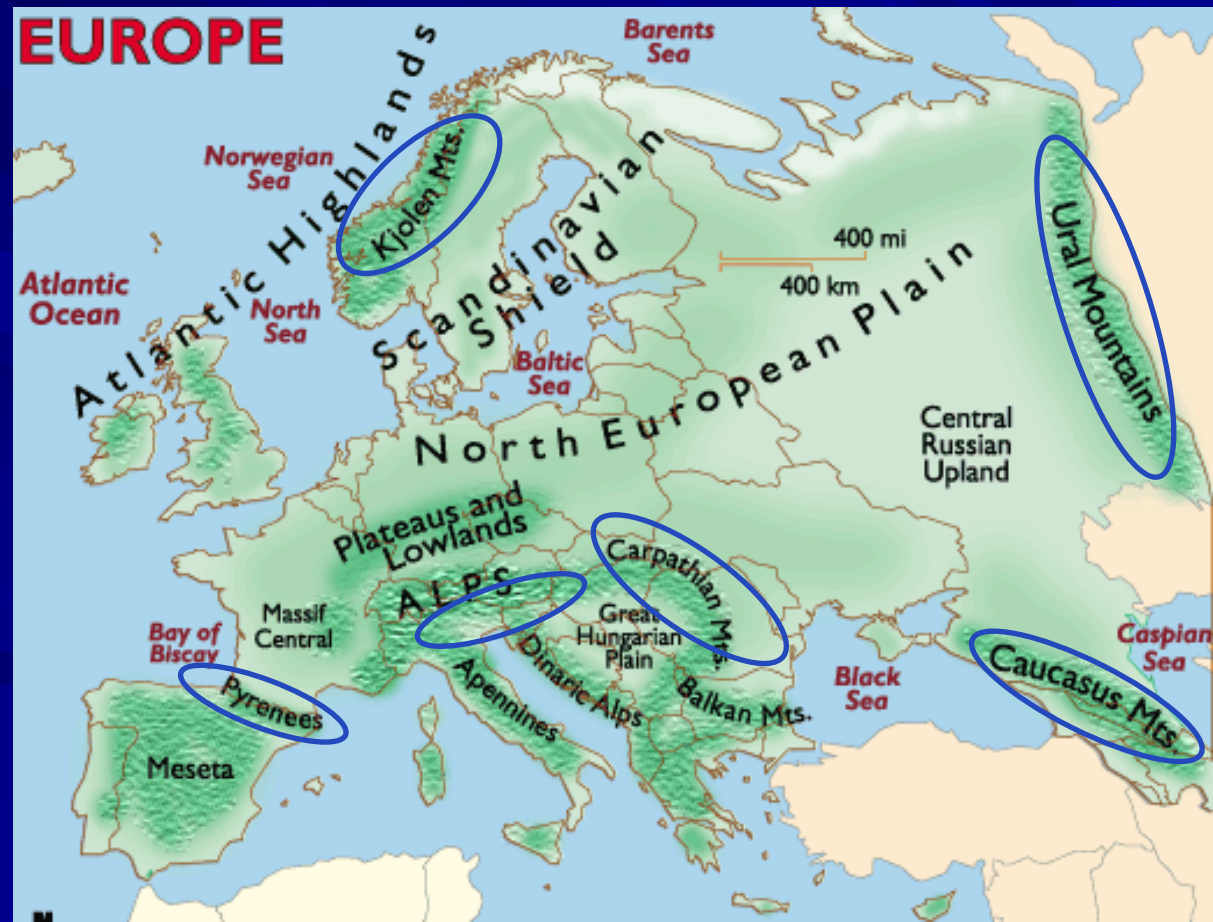 EUROPE
Barents
Sea
Norwegian
Sea
Atlantic Highlands
Kjolen Mts.
Scandinavian
Shield
Ural Mountains
400 mi
400 km
Atlantic
Ocean
North
Sea
Baltic
Sea
North European Plain
Central
Russian
Upland
Plateaus and
Lowlands
Carpathian Mts.
ALPS
Massif
Central
Great
Hungarian
Plain
Bay of
Biscay
Dinaric Alps
Apennines
Balkan Mts.
Black
Sea
Caspian
Sea
Caucasus Mts.
Pyrenees
Meseta